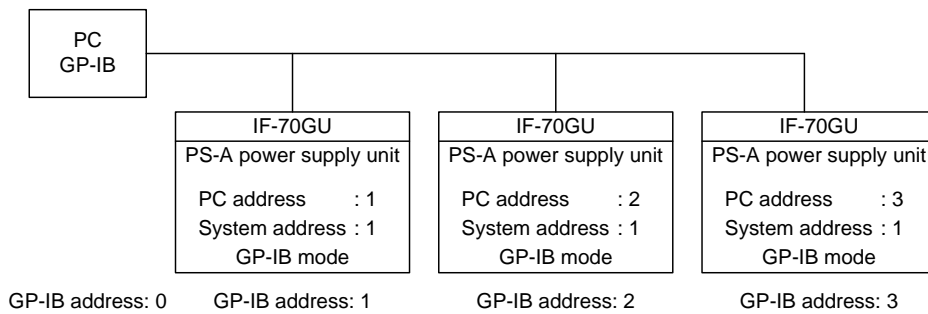 PC
GP-IB
IF-70GU
PS-A power supply unit
PC address : 1
System address : 1
GP-IB mode
IF-70GU
PS-A power supply unit
PC address : 2
System address : 1
GP-IB mode
IF-70GU
PS-A power supply unit
PC address : 3
System address : 1
GP-IB mode
GP-IB address: 0 GP-IB address: 1 GP-IB address: 2 GP-IB address: 3